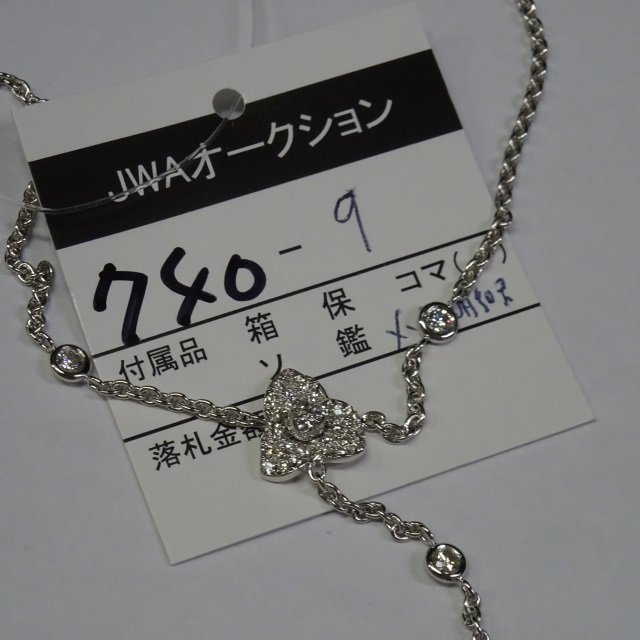 JWAオークション
740-9
付属品 箱 保 コマ( )
ソ 鑑
落札金額